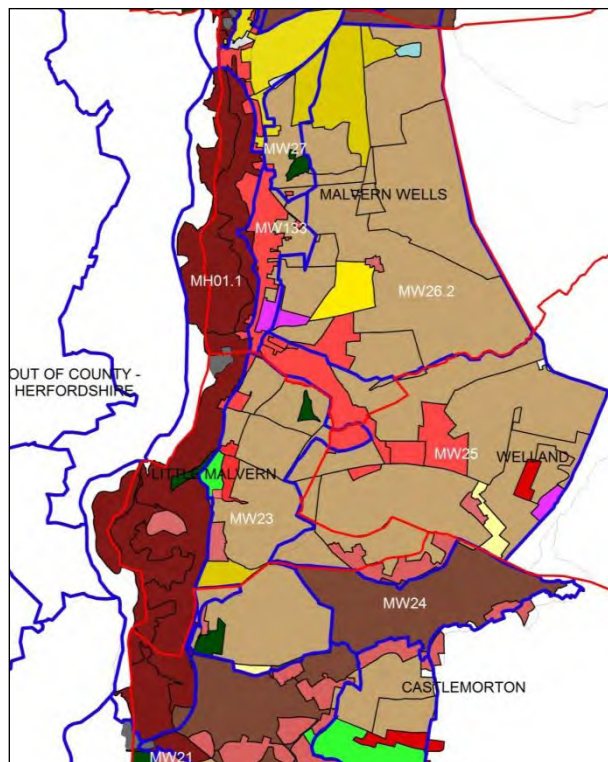 MW27
MALVERN WELLS
MW133
MH01.1
MW26.2
OUT OF COUNTY -
HERFORDSHIRE
MW25
WELLAND
LITTLE MALVERN
MW23
MW24
CASTLEMORTON
MW21